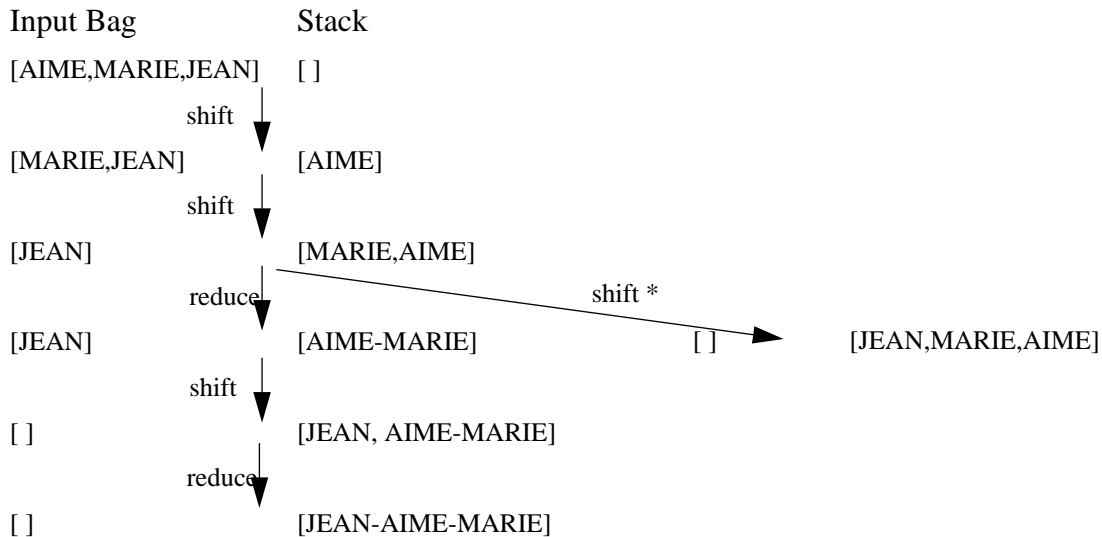 Input Bag Stack
[AIME,MARIE,JEAN] [ ]
shift
[MARIE,JEAN] [AIME]
shift
[JEAN] [MARIE,AIME]
reduce shift *
[JEAN] [AIME-MARIE] [ ] [JEAN,MARIE,AIME]
shift
[ ] [JEAN, AIME-MARIE]
reduce
[ ] [JEAN-AIME-MARIE]